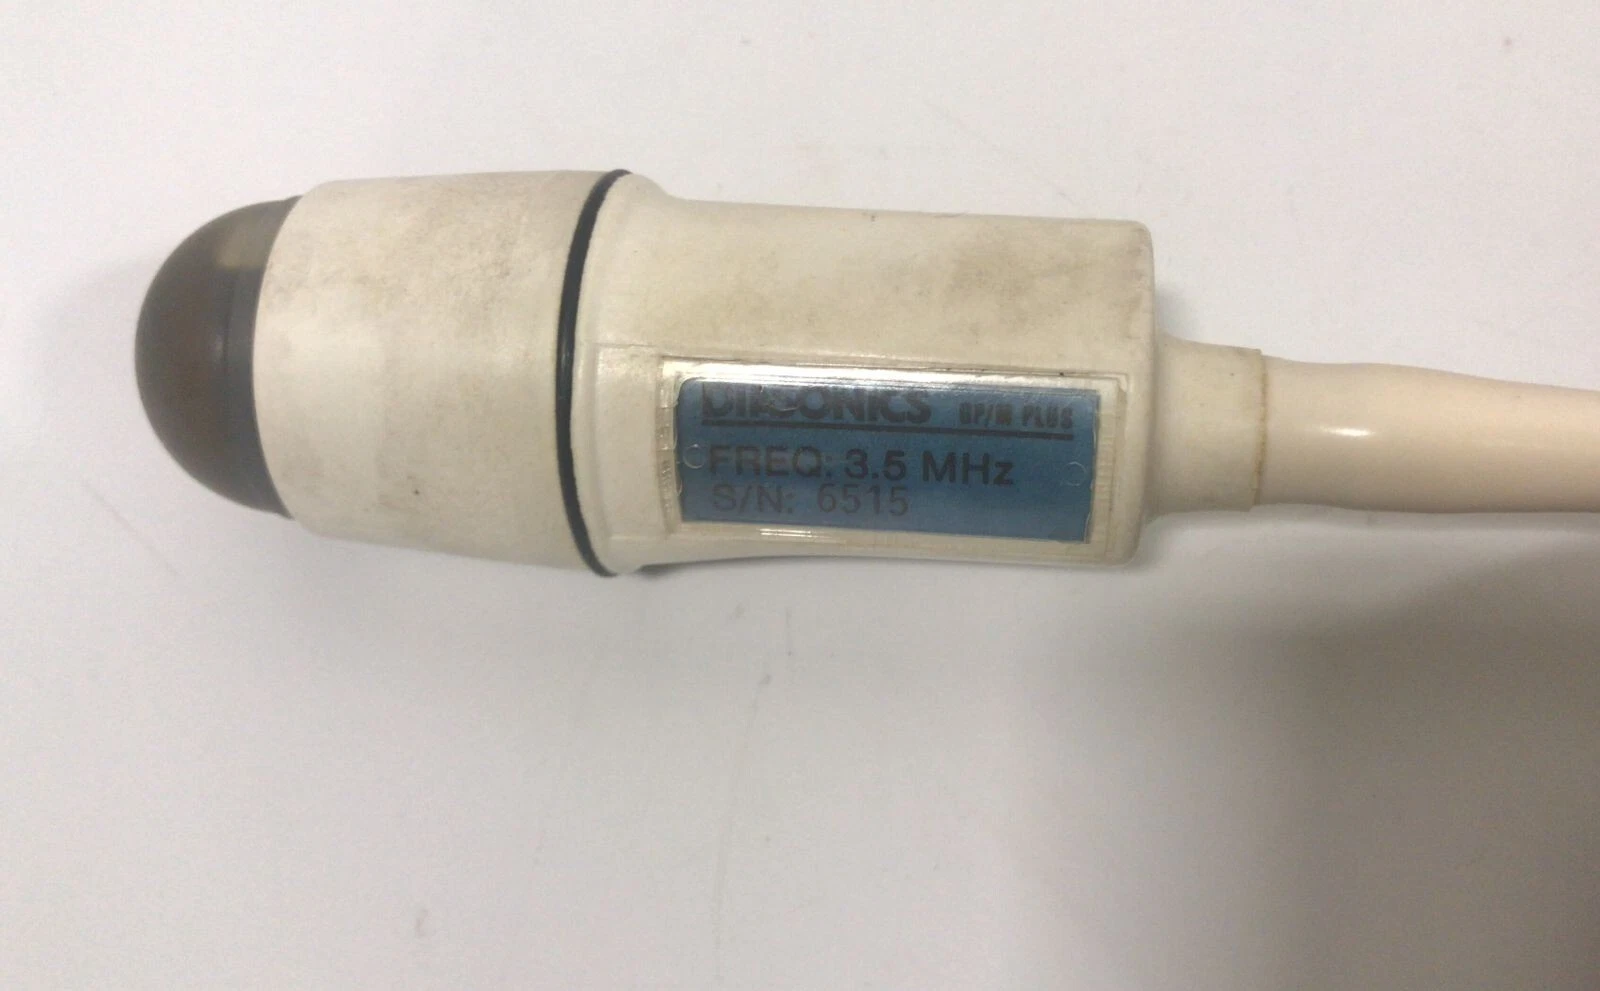 DIASONICS GP/M PLUS
FREQ: 3.5 MHz
S/N: 6515